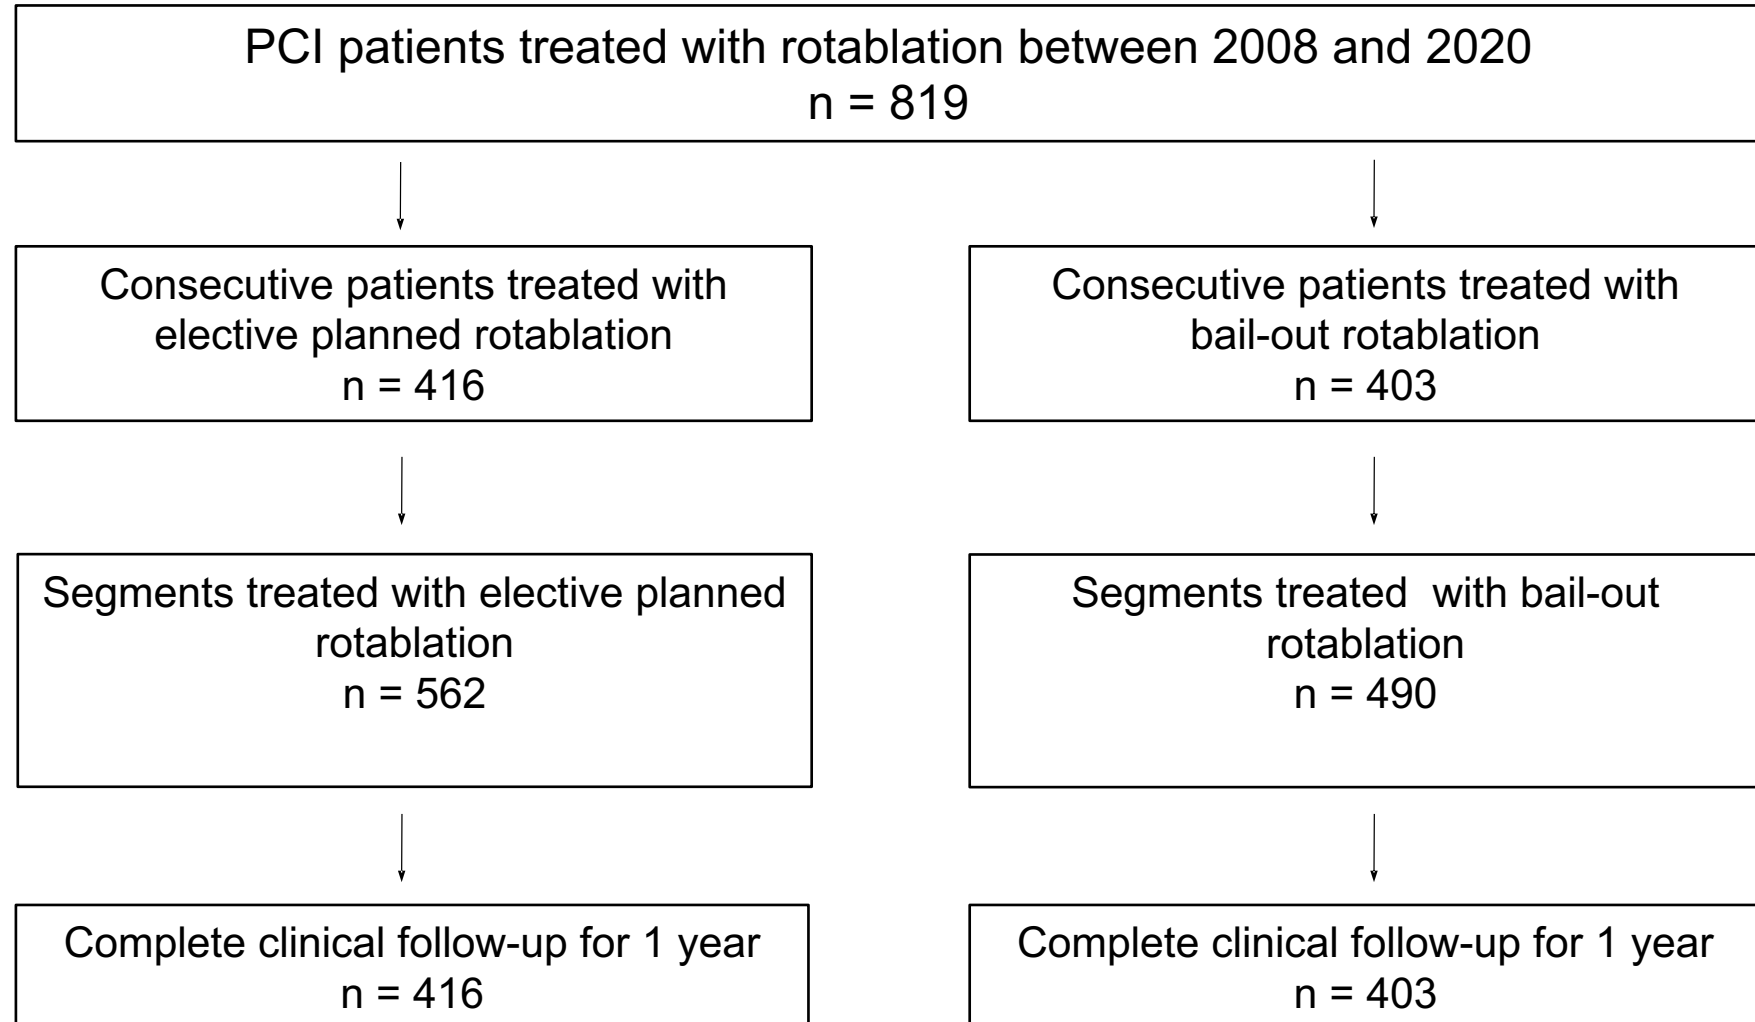 PCI patients treated with rotablation between 2008 and 2020
n = 819
Consecutive patients treated with
elective planned rotablation
n = 416
Consecutive patients treated with
bail-out rotablation
n = 403
Segments treated with elective planned
rotablation
n = 562
Segments treated  with bail-out
rotablation
n = 490
Complete clinical follow-up for 1 year
n = 416
Complete clinical follow-up for 1 year
n = 403